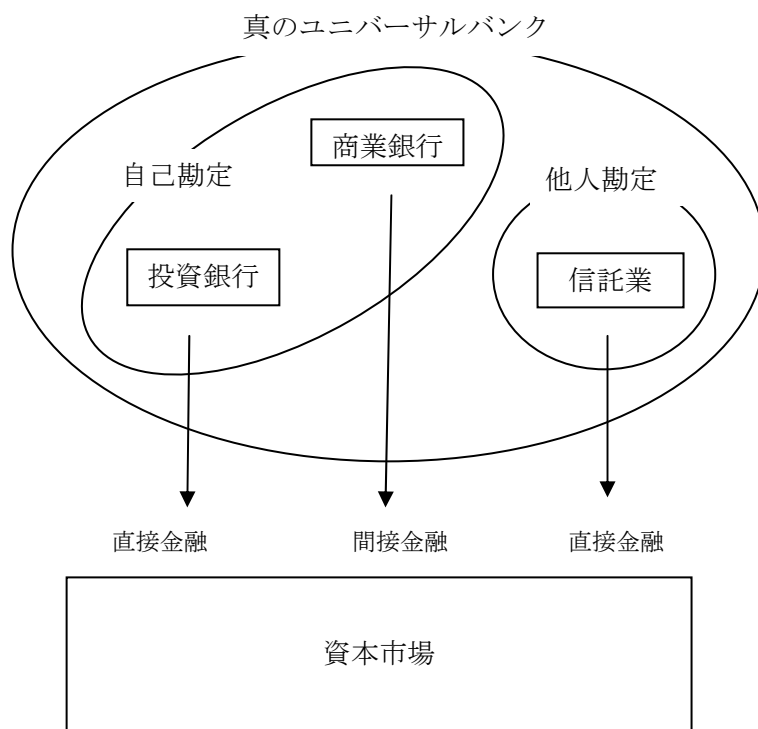 真のユニバーサルバンク
商業銀行
自己勘定
他人勘定
投資銀行
信託業
直接金融
間接金融
直接金融
資本市場